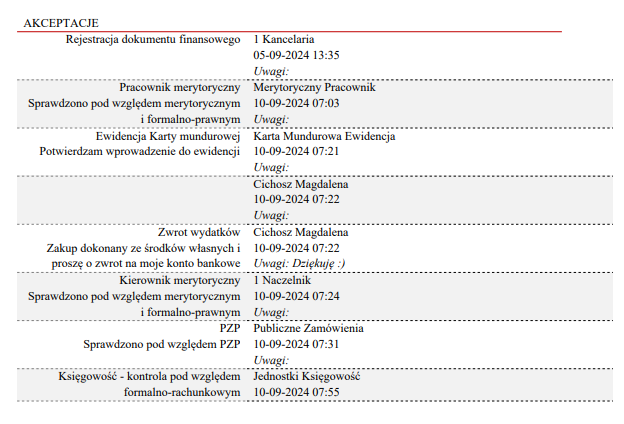 AKCEPTACJE
Rejestracja dokumentu finansowego 1 Kancelaria
05-09-2024 13:35
Uwagi:
Pracownik merytoryczny Merytoryczny Pracownik
Sprawdzono pod względem merytorycznym 10-09-2024 07:03
i formalno-prawnym Uwagi:
Ewidencja Karty mundurowej Karta Mundurowa Ewidencja
Potwierdzam wprowadzenie do ewidencji 10-09-2024 07:21
Uwagi:
Cichosz Magdalena
10-09-2024 07:22
Uwagi:
Zwrot wydatków Cichosz Magdalena
Zakup dokonany ze środków własnych i 10-09-2024 07:22
proszę o zwrot na moje konto bankowe Uwagi: Dziękuję :)
Kierownik merytoryczny 1 Naczelnik
Sprawdzono pod względem merytorycznym 10-09-2024 07:24
i formalno-prawnym Uwagi:
PZP Publiczne Zamówienia
Sprawdzono pod względem PZP 10-09-2024 07:31
Uwagi:
Księgowość - kontrola pod względem Jednostki Księgowość
formalno-rachunkowym 10-09-2024 07:55